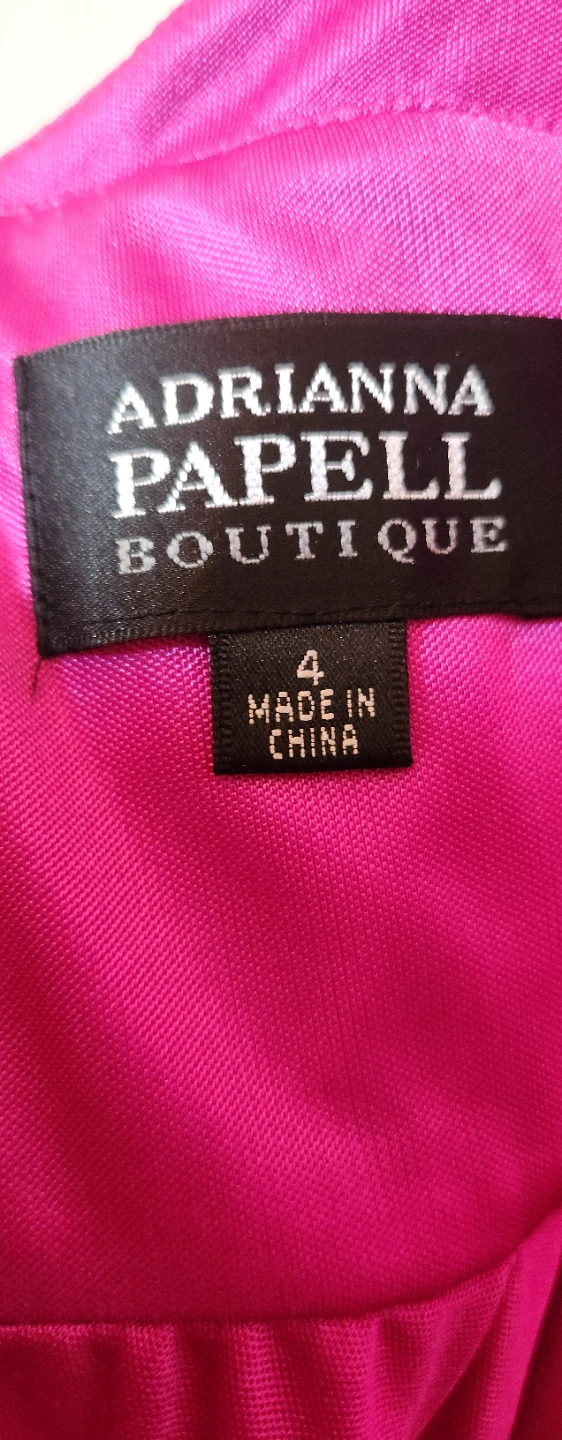 ADRIANNA
PAPELL
BOUTIQUE
4
MADE IN
CHINA